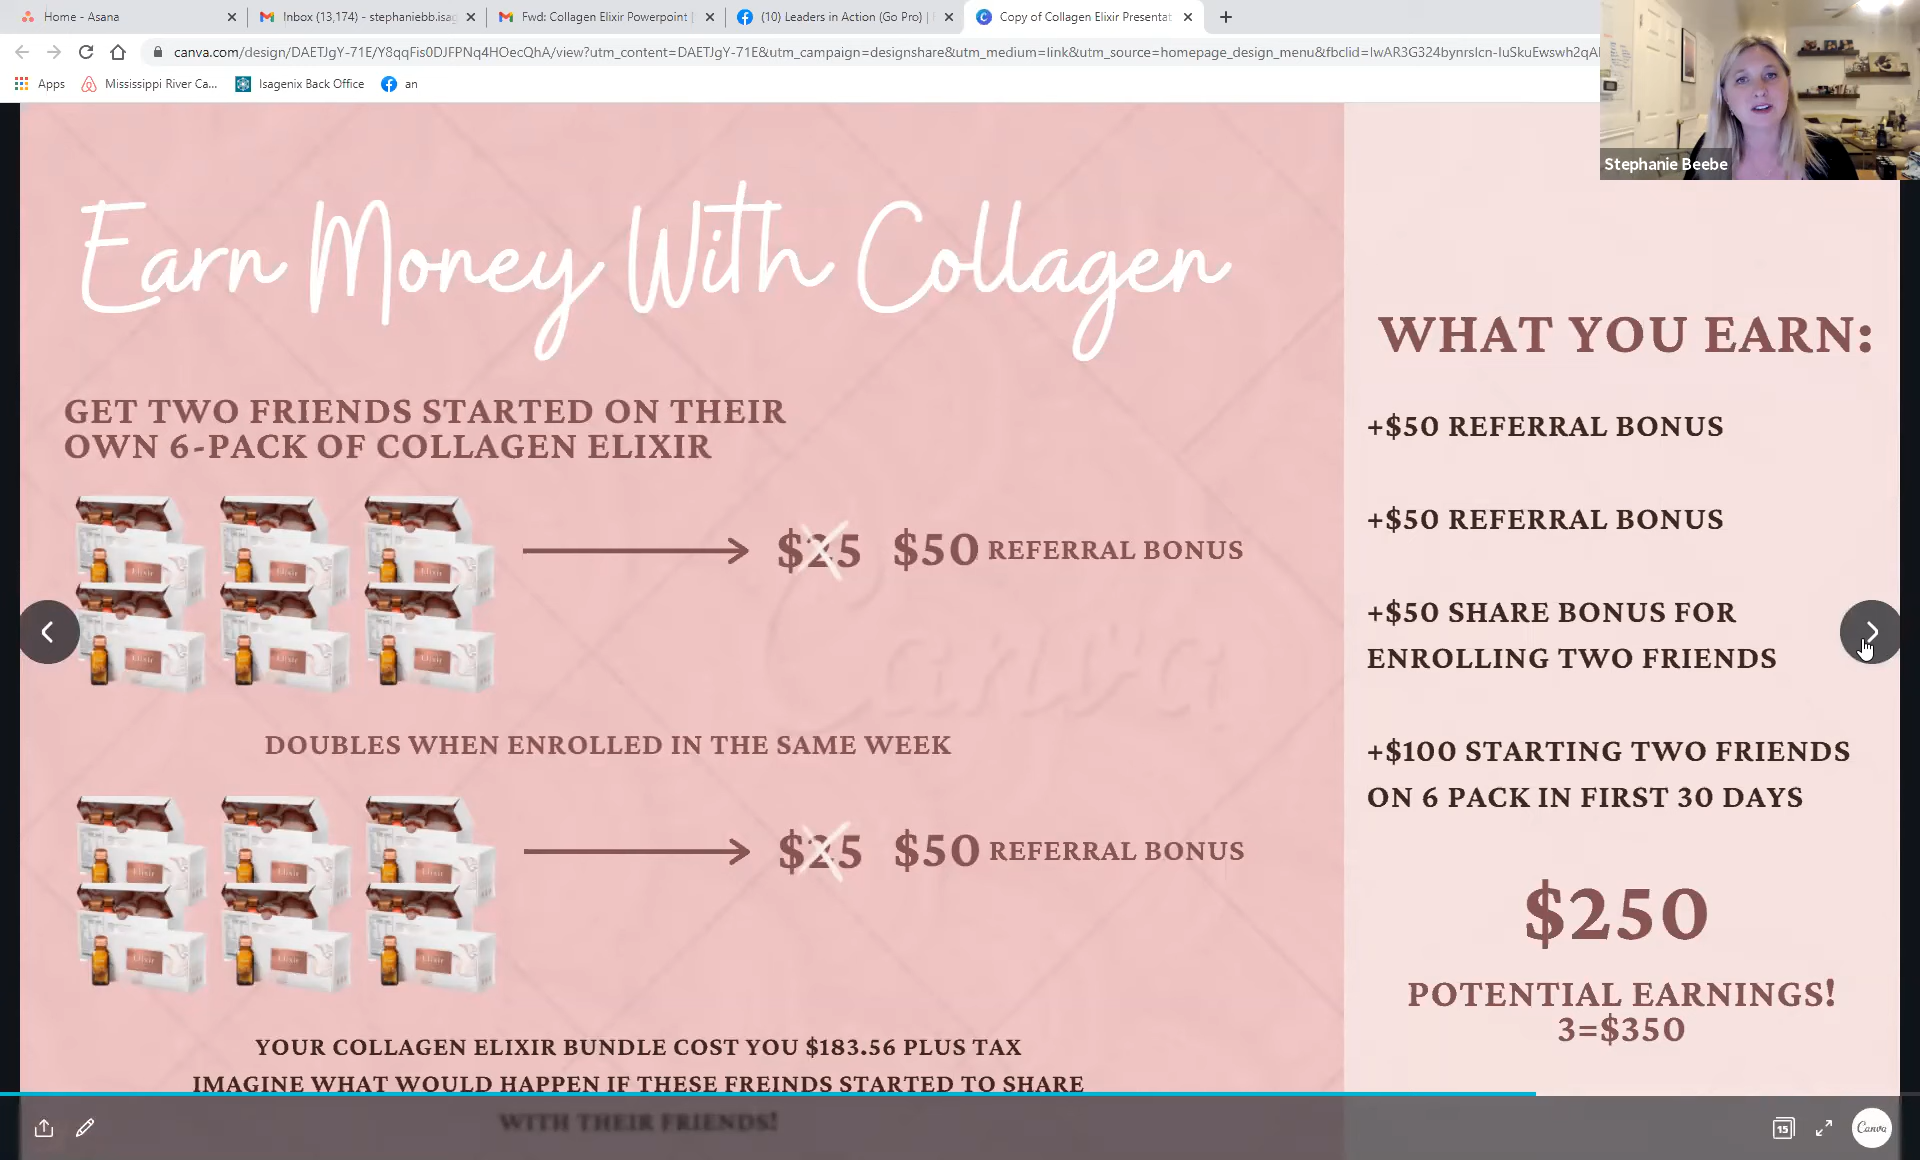 Home - Asana
Inbox (13,174) - stephaniebb.isag
Fwd: Collagen Elixir Powerpoint
(10) Leaders in Action (Go Pro) |
Copy of Collagen Elixir Presentat
canva.com/design/DAETJgY-71E/Y8qqFis0DJFPNq4HOecQhA/view?utm_content=DAETJgY-71E&utm_campaign=designshare&utm_medium=link&utm_source=homepage_design_menu&fbclid=IwAR3G324bynrslcn-IuSkuEwswh2qAl
Apps
Mississippi River Ca...
Isagenix Back Office
an
Stephanie Beebe
Earn Money With Collagen
GET TWO FRIENDS STARTED ON THEIR
OWN 6-PACK OF COLLAGEN ELIXIR
$25 $50 REFERRAL BONUS
DOUBLES WHEN ENROLLED IN THE SAME WEEK
$25 $50 REFERRAL BONUS
YOUR COLLAGEN ELIXIR BUNDLE COST YOU $183.56 PLUS TAX
IMAGINE WHAT WOULD HAPPEN IF THESE FREINDS STARTED TO SHARE
WITH THEIR FRIENDS!
WHAT YOU EARN:
+$50 REFERRAL BONUS
+$50 REFERRAL BONUS
+$50 SHARE BONUS FOR
ENROLLING TWO FRIENDS
+$100 STARTING TWO FRIENDS
ON 6 PACK IN FIRST 30 DAYS
$250
POTENTIAL EARNINGS!
3=$350
Canva
15
Canva